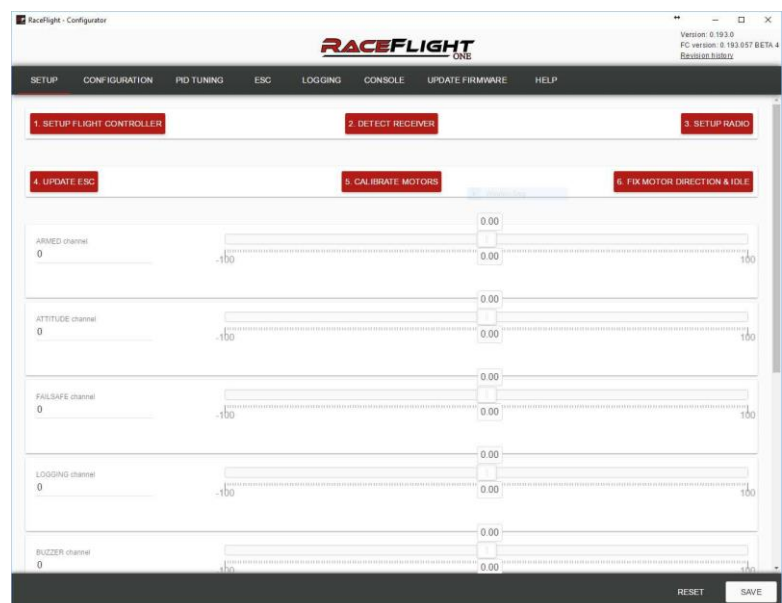 RaceFlight - Configurator
RACEFLIGHT
ONE
Version: 0.193.0
FC version: 0.193.057 BETA 4
Revision history
SETUP CONFIGURATION PID TUNING ESC LOGGING CONSOLE UPDATE FIRMWARE HELP
1. SETUP FLIGHT CONTROLLER 2. DETECT RECEIVER 3. SETUP RADIO
4. UPDATE ESC 5. CALIBRATE MOTORS 6. FIX MOTOR DIRECTION & IDLE
0.00
ARMED channel
0
-100 0.00 100
0.00
ATTITUDE channel
0
-100 0.00 100
0.00
FAILSAFE channel
0
-100 0.00 100
0.00
LOGGING channel
0
-100 0.00 100
0.00
BUZZER channel
0
-100 0.00 100
RESET SAVE